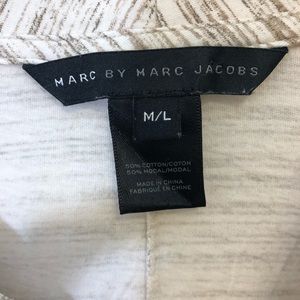 MARC BY MARC JACOBS
M/L
50% COTTON/COTON
50% MODAL/MODAL
MADE IN CHINA
FABRIQUE EN CHINE